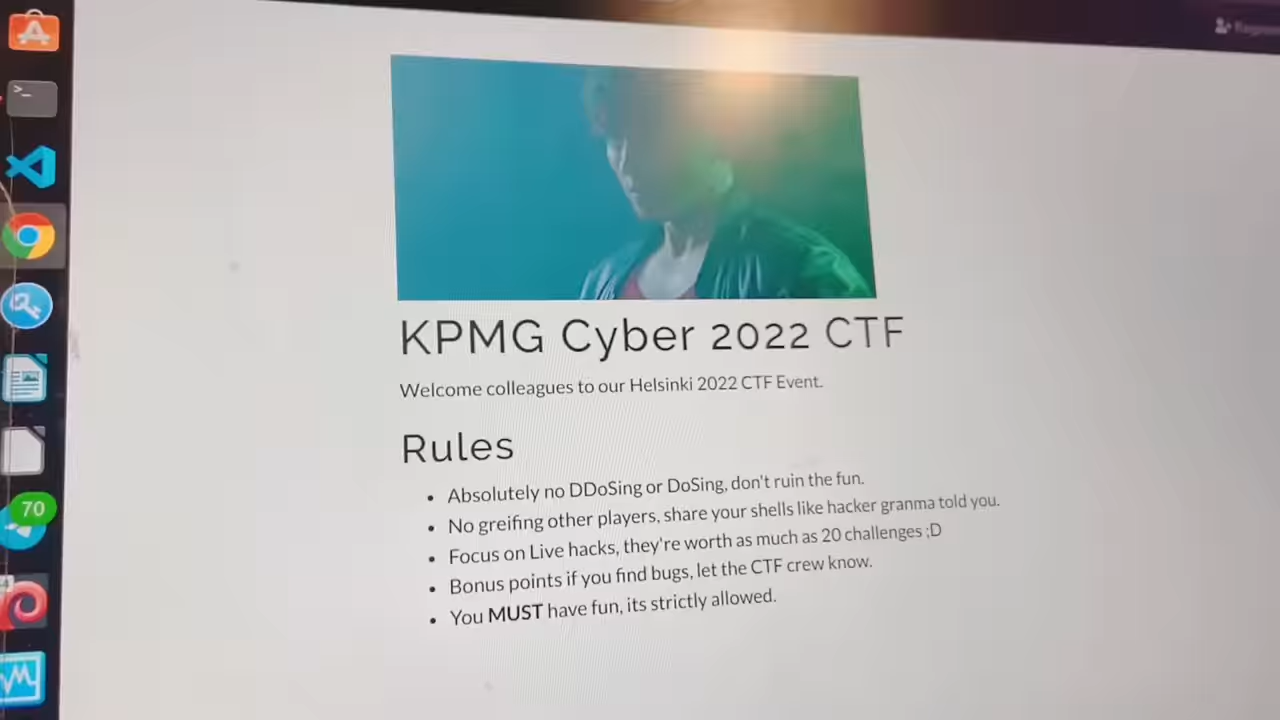 KPMG Cyber 2022 CTF
Welcome colleagues to our Helsinki 2022 CTF Event.
Rules
Absolutely no DDoSing or DoSing, don't ruin the fun.
No greifing other players, share your shells like hacker granma told you.
Focus on Live hacks, they're worth as much as 20 challenges ;D
Bonus points if you find bugs, let the CTF crew know.
You MUST have fun, its strictly allowed.
70